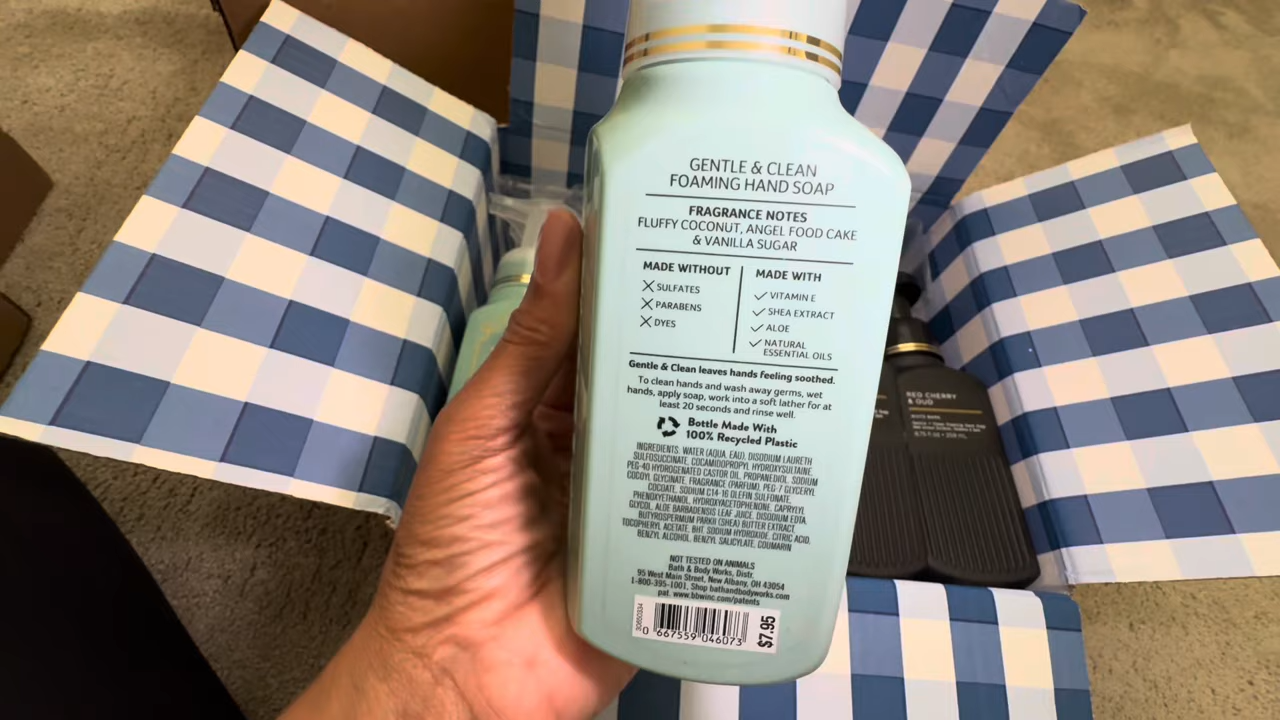 GENTLE & CLEAN
FOAMING HAND SOAP
FRAGRANCE NOTES
FLUFFY COCONUT, ANGEL FOOD CAKE
& VANILLA SUGAR
MADE WITHOUT
SULFATES
PARABENS
DYES
MADE WITH
VITAMIN E
SHEA EXTRACT
ALOE
NATURAL
ESSENTIAL OILS
Gentle & Clean leaves hands feeling soothed.
To clean hands and wash away germs, wet
hands, apply soap, work into a soft lather for at
least 20 seconds and rinse well.
Bottle Made With
100% Recycled Plastic
INGREDIENTS: WATER (AQUA, EAU), DISODIUM LAURETH
SULFOSUCCINATE, COCAMIDOPROPYL HYDROXYSULTAINE,
PEG-40 HYDROGENATED CASTOR OIL, PROPANEDIOL, SODIUM
COCOYL GLYCINATE, FRAGRANCE (PARFUM), PEG-7 GLYCERYL
COCOATE, SODIUM C14-16 OLEFIN SULFONATE,
PHENOXYETHANOL, HYDROXYACETOPHENONE, CAPRYLYL
GLYCOL, ALOE BARBADENSIS LEAF JUICE, DISODIUM EDTA,
BUTYROSPERMUM PARKII (SHEA) BUTTER EXTRACT,
TOCOPHERYL ACETATE, BHT, SODIUM HYDROXIDE, CITRIC ACID,
BENZYL ALCOHOL, BENZYL SALICYLATE, COUMARIN
NOT TESTED ON ANIMALS
Bath & Body Works, Distr.
95 West Main Street, New Albany, OH 43054
1-800-395-1001, Shop bathandbodyworks.com
pat. www.bbwinc.com/patents
0 667559 046073
$7.95
RED CHERRY
& OUD